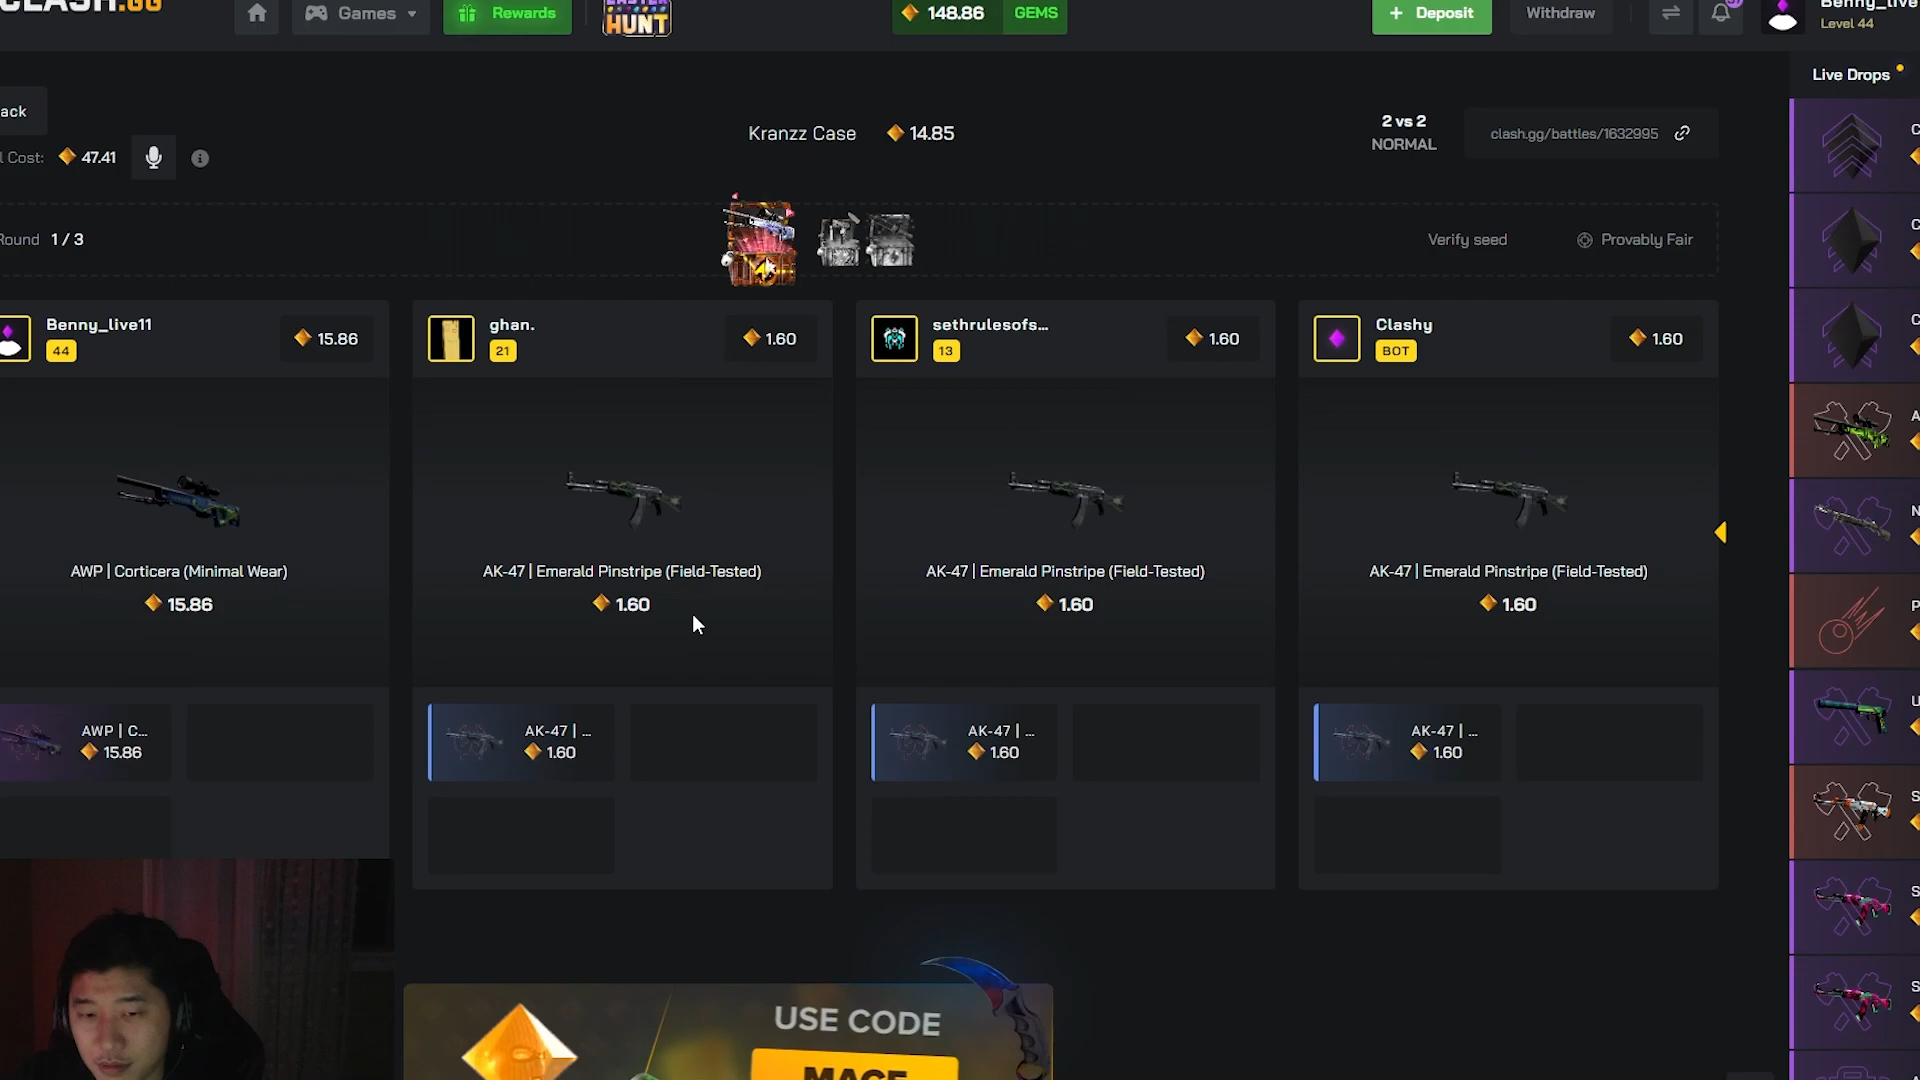 CLASH.GG
Games
Rewards
HUNT
148.86 GEMS
Deposit
Withdraw
Benny_live
Level 44
ack
l Cost: 47.41
Kranzz Case 14.85
2 vs 2
NORMAL
clash.gg/battles/1632995
Live Drops
Round 1 / 3
Verify seed
Provably Fair
Benny_live11
44
15.86
ghan.
21
1.60
sethrulesofs...
13
1.60
Clashy
BOT
1.60
AWP | Corticera (Minimal Wear)
15.86
AK-47 | Emerald Pinstripe (Field-Tested)
1.60
AK-47 | Emerald Pinstripe (Field-Tested)
1.60
AK-47 | Emerald Pinstripe (Field-Tested)
1.60
AWP | C...
15.86
AK-47 | ...
1.60
AK-47 | ...
1.60
AK-47 | ...
1.60
USE CODE
MAGE